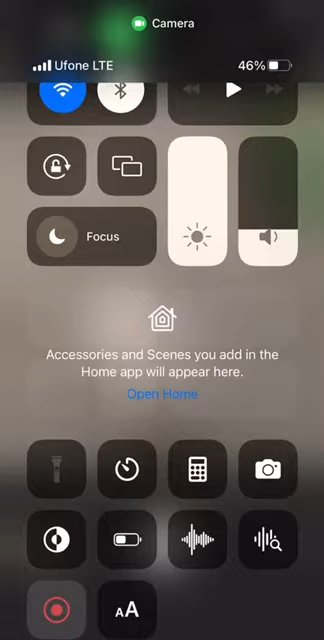 Camera
Ufone LTE
46%
Focus
Accessories and Scenes you add in the
Home app will appear here.
Open Home
AA